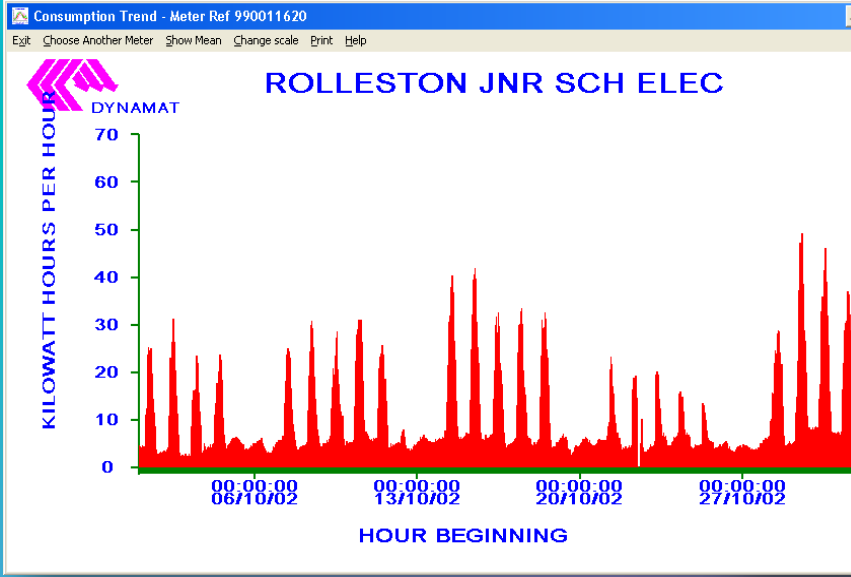 Consumption Trend - Meter Ref 990011620
Exit Choose Another Meter Show Mean Change scale Print Help
ROLLESTON JNR SCH ELEC
DYNAMAT
KILOWATT HOURS PER HOUR
70
60
50
40
30
20
10
0
00:00:00 00:00:00 00:00:00 00:00:00
06/10/02 13/10/02 20/10/02 27/10/02
HOUR BEGINNING